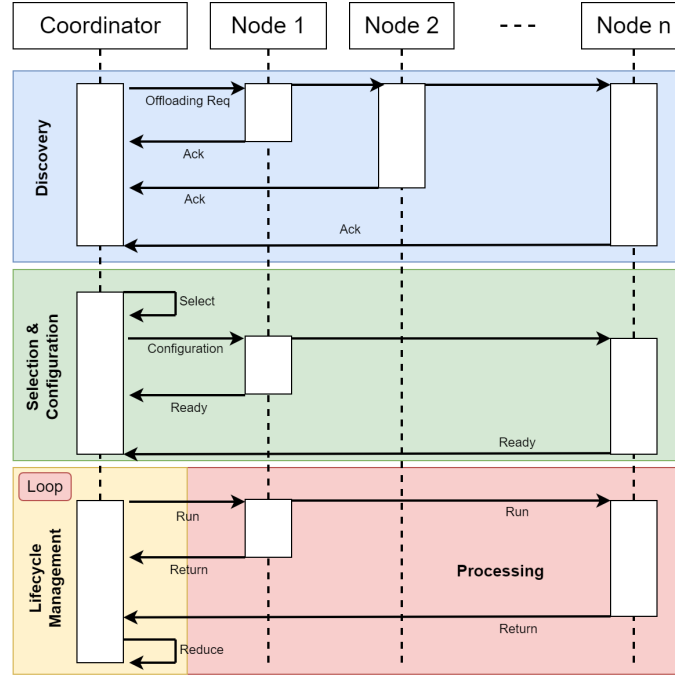 Coordinator
Node 1
Node 2
---
Node n
Discovery
Offloading Req
Ack
Ack
Ack
Selection &
Configuration
Select
Configuration
Ready
Ready
Loop
Lifecycle
Management
Run
Run
Return
Processing
Return
Reduce